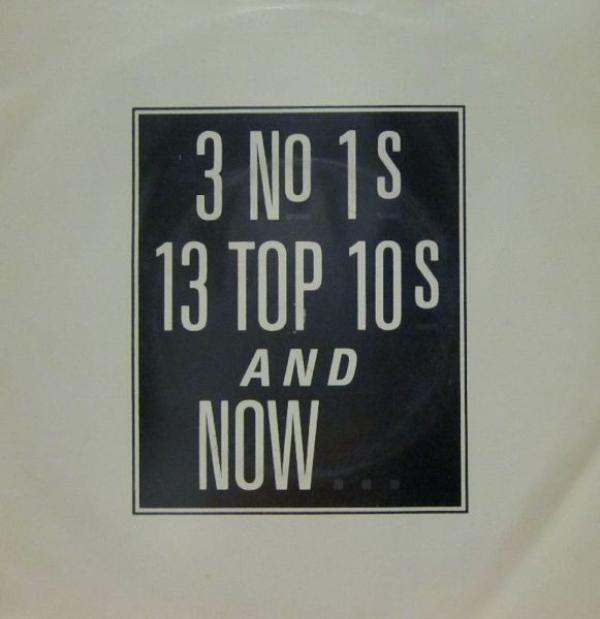 3 No 1s
13 TOP 10s
AND
NOW...